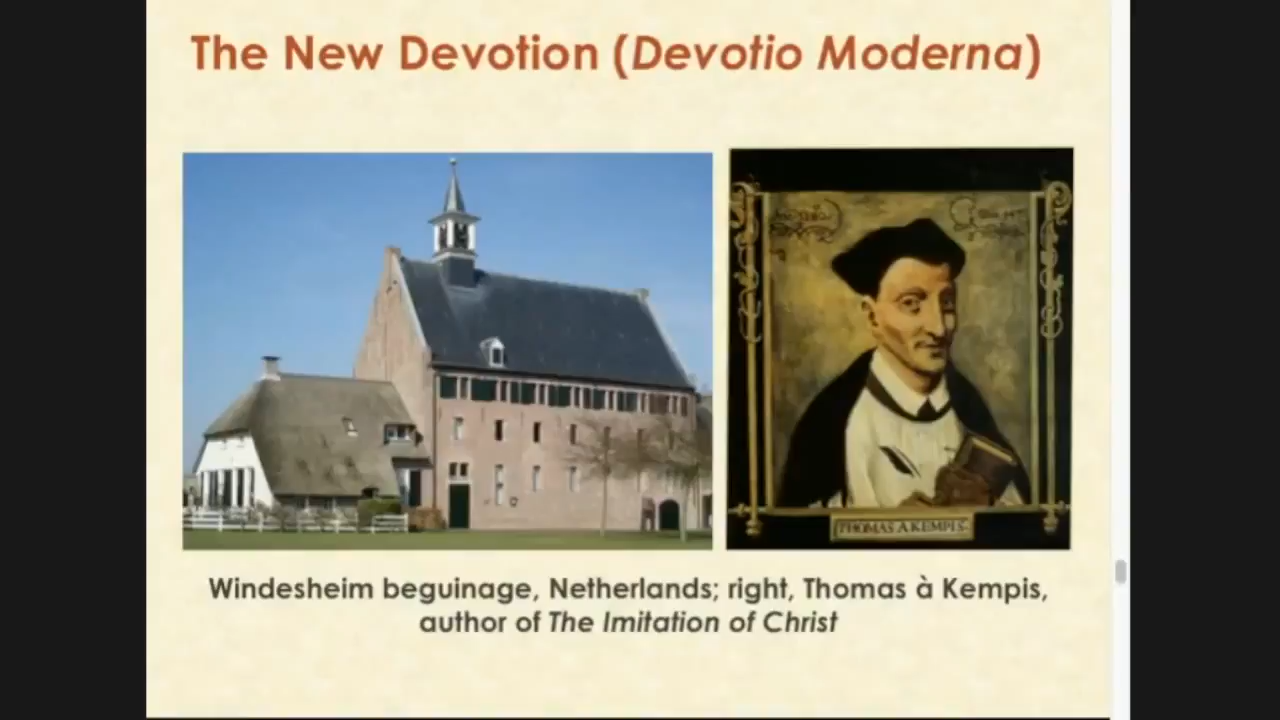 The New Devotion (Devotio Moderna)
THOMAS A KEMPIS
Windesheim beguinage, Netherlands; right, Thomas à Kempis,
author of The Imitation of Christ